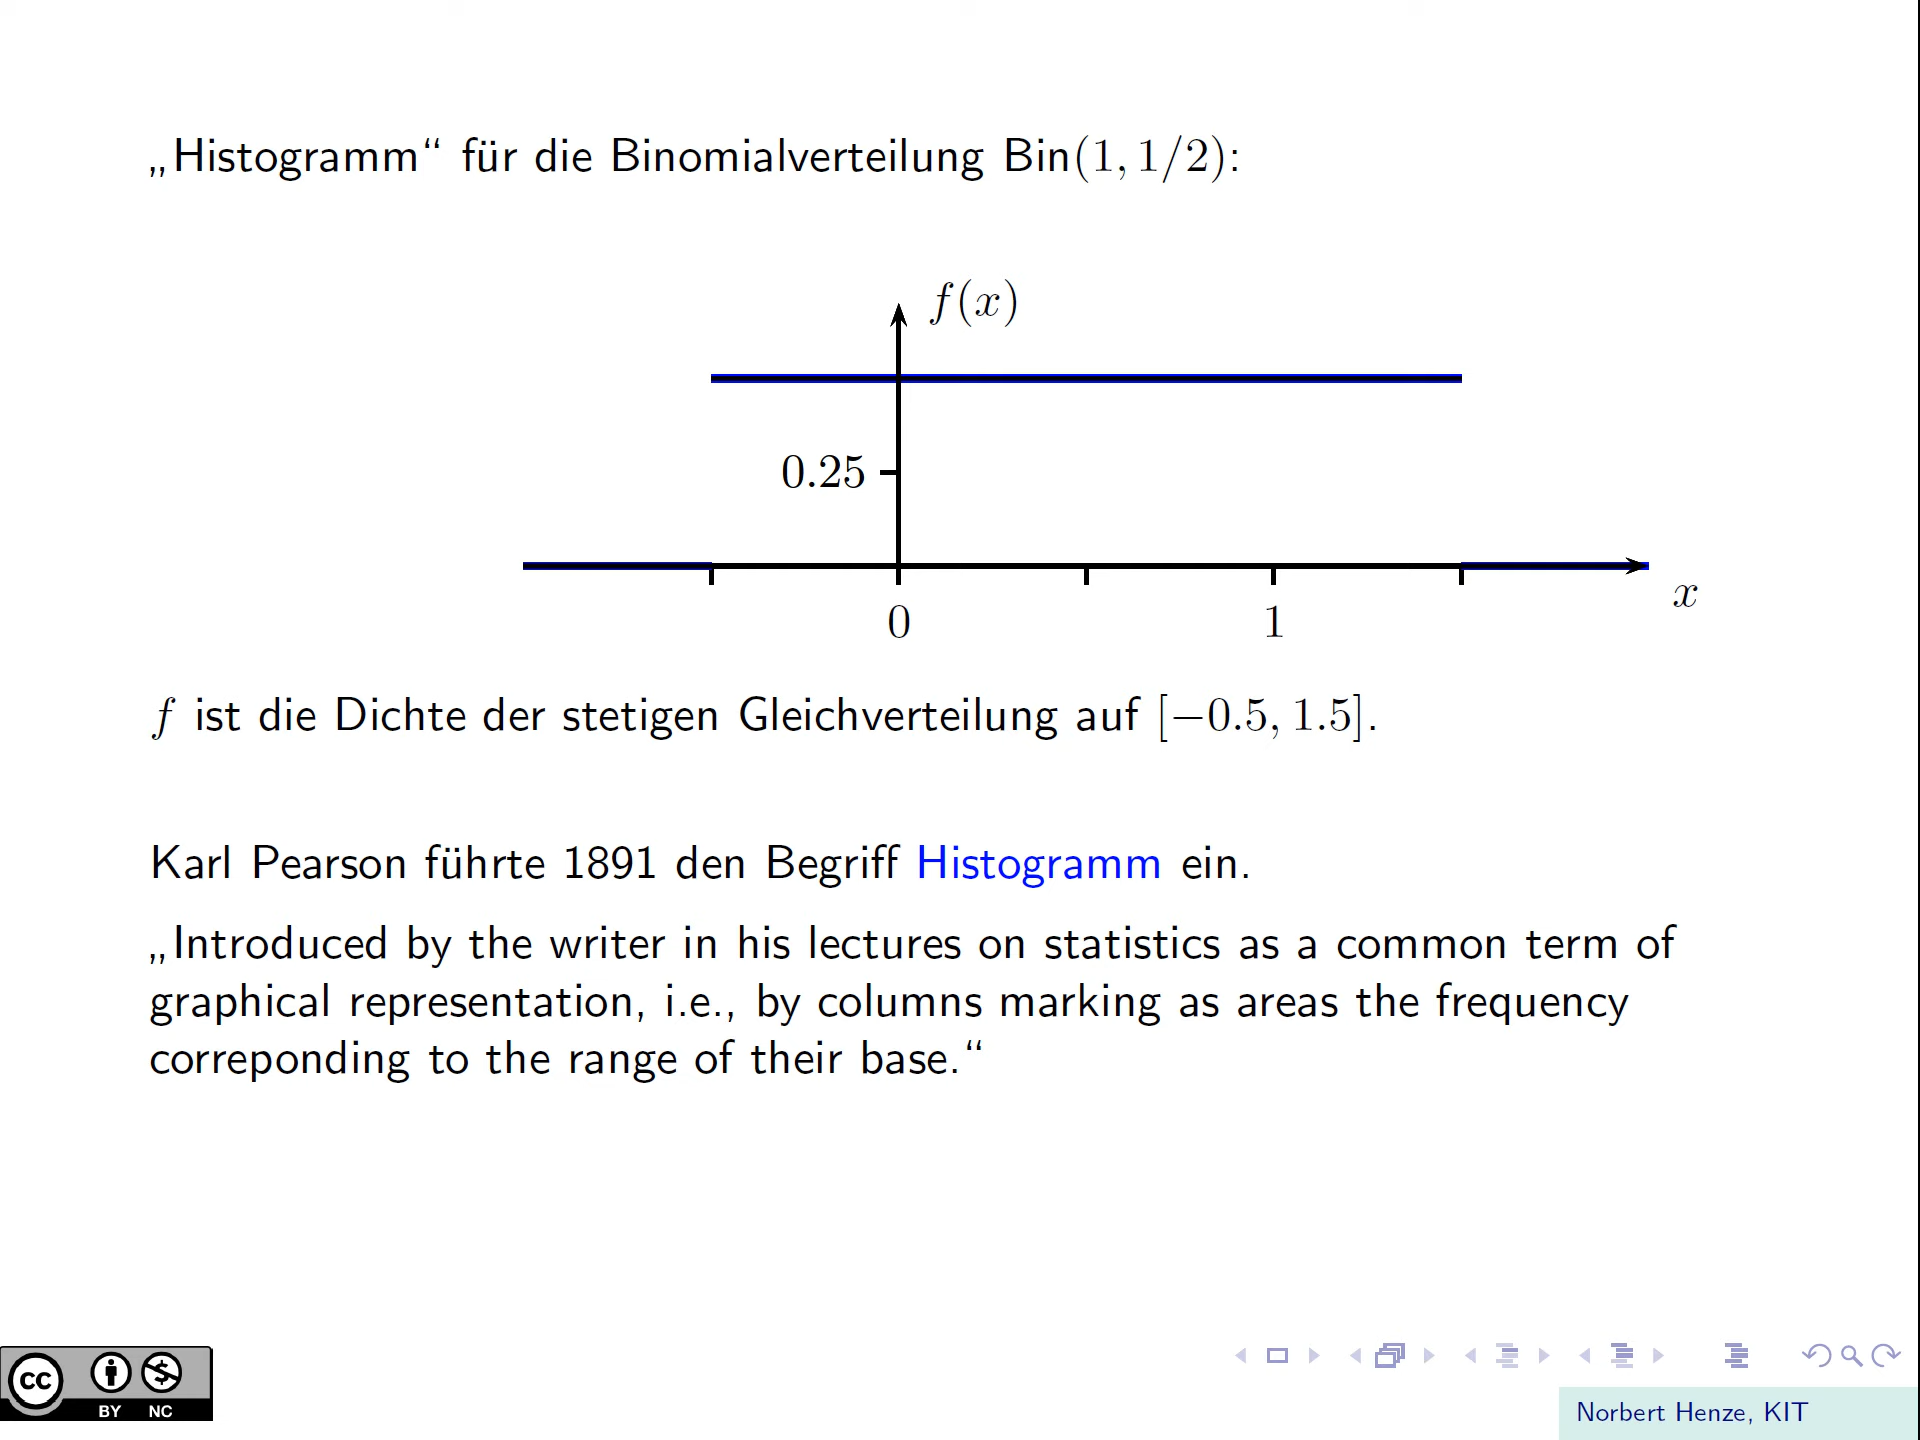 „Histogramm“ für die Binomialverteilung Bin(1, 1/2):
f(x)
0.25
0
1
x
f ist die Dichte der stetigen Gleichverteilung auf [−0.5, 1.5].
Karl Pearson führte 1891 den Begriff Histogramm ein.
„Introduced by the writer in his lectures on statistics as a common term of
graphical representation, i.e., by columns marking as areas the frequency
correponding to the range of their base.“
cc
BY NC
Norbert Henze, KIT